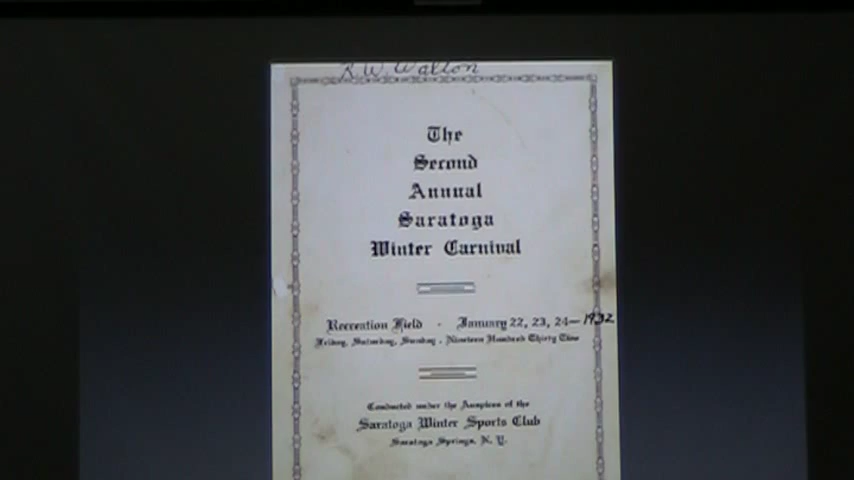 R.W. Walton
The
Second
Annual
Saratoga
Winter Carnival
Recreation Field - January 22, 23, 24—1932
Friday, Saturday, Sunday - Nineteen Hundred Thirty Two
Conducted under the Auspices of the
Saratoga Winter Sports Club
Saratoga Springs, N. Y.